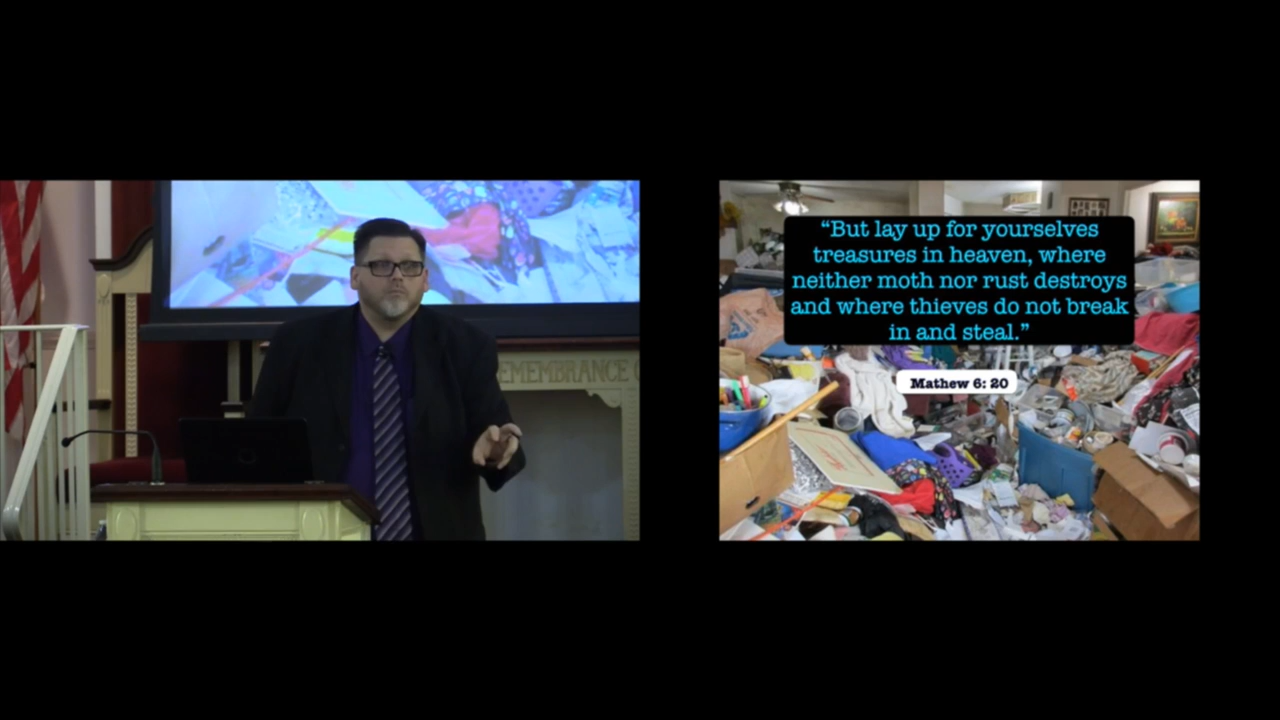 EMEMBRANCE
“But lay up for yourselves
treasures in heaven, where
neither moth nor rust destroys
and where thieves do not break
in and steal.”
Mathew 6: 20